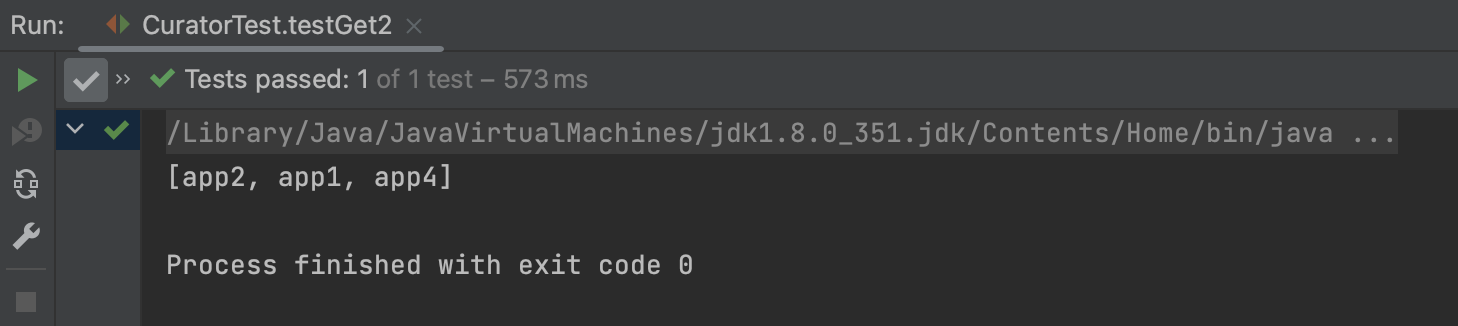 Run: CuratorTest.testGet2
Tests passed: 1 of 1 test – 573 ms
/Library/Java/JavaVirtualMachines/jdk1.8.0_351.jdk/Contents/Home/bin/java ...
[app2, app1, app4]
Process finished with exit code 0